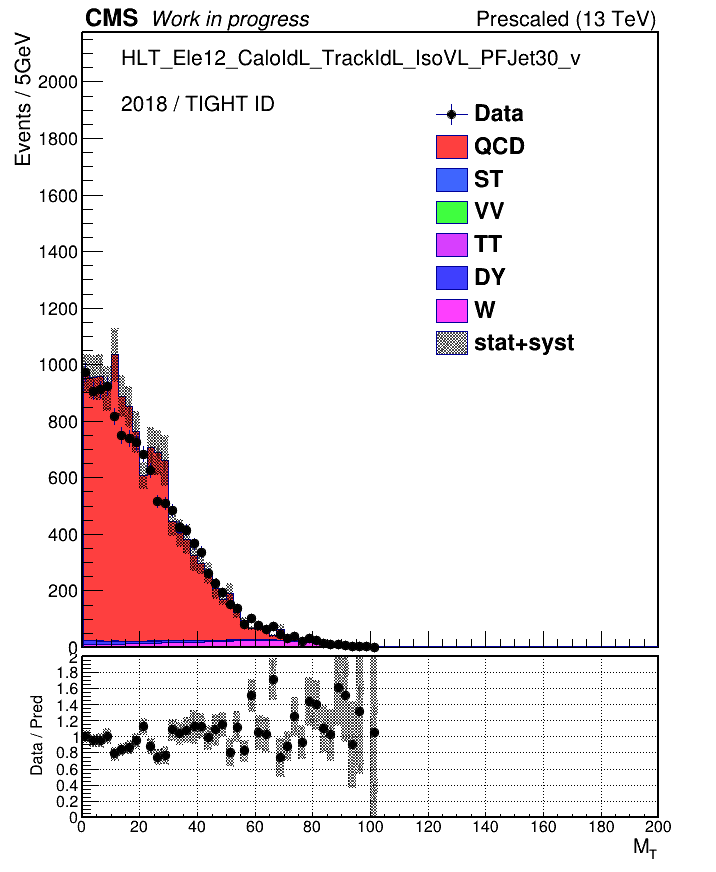 CMS Work in progress Prescaled (13 TeV)
Events / 5GeV
HLT_Ele12_CaloIdL_TrackIdL_IsoVL_PFJet30_v
2018 / TIGHT ID
Data
QCD
ST
VV
TT
DY
W
stat+syst
2000
1800
1600
1400
1200
1000
800
600
400
200
0
Data / Pred
2
1.8
1.6
1.4
1.2
1
0.8
0.6
0.4
0.2
0
0 20 40 60 80 100 120 140 160 180 200
M_T